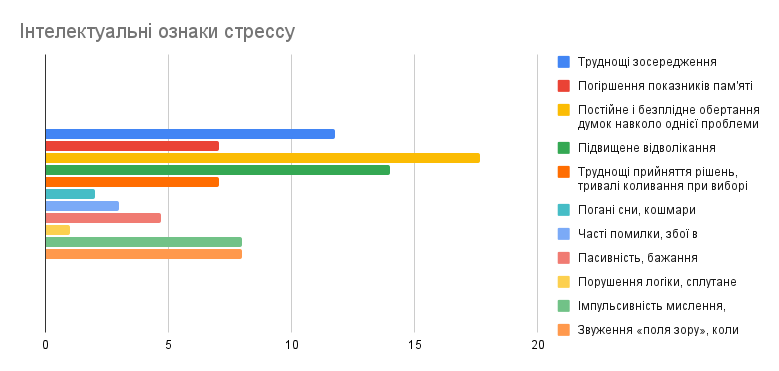 Інтелектуальні ознаки стрессу
Труднощі зосередження
Погіршення показників пам'яті
Постійне і безплідне обертання
думок навколо однієї проблеми
Підвищене відволікання
Труднощі прийняття рішень,
тривалі коливання при виборі
Погані сни, кошмари
Часті помилки, збої в
Пасивність, бажання
Порушення логіки, сплутане
Імпульсивність мислення,
Звуження «поля зору», коли
0 5 10 15 20